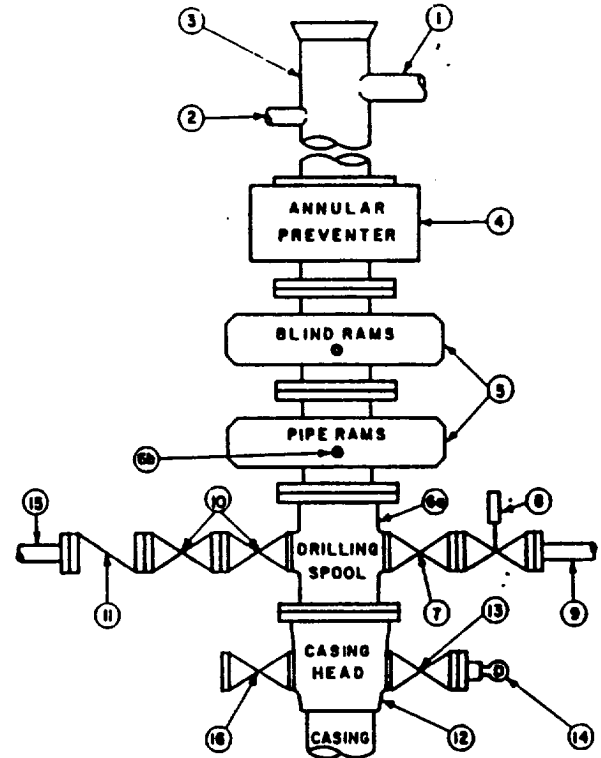 3
1
2
ANNULAR
PREVENTER
4
BLIND RAMS
5
PIPE RAMS
6b
6a
8
15
10
DRILLING
SPOOL
11
7
9
13
CASING
HEAD
16
12
14
CASING